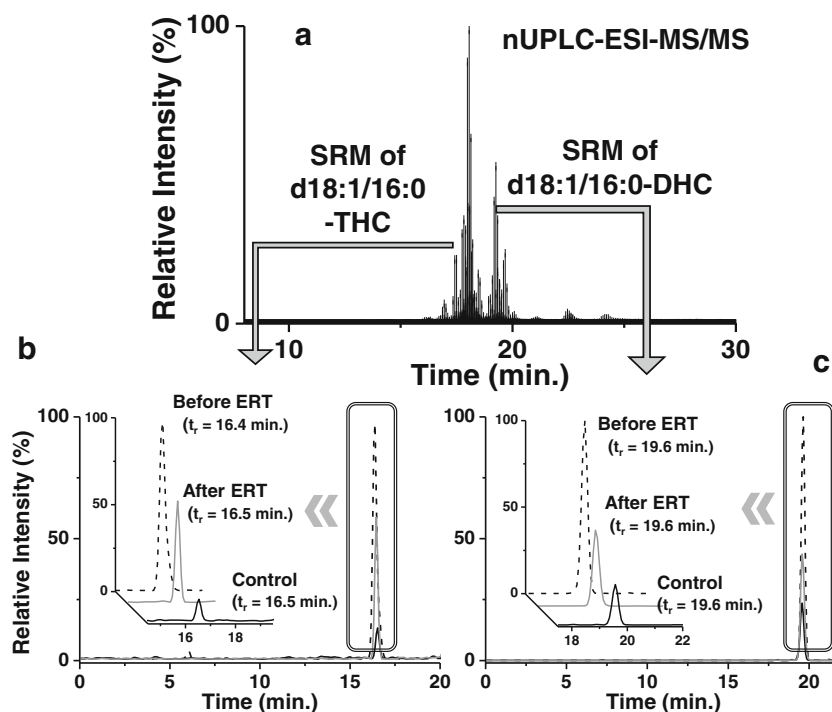 a
nUPLC-ESI-MS/MS
Relative Intensity (%)
100
0
10
20
30
Time (min.)
SRM of
d18:1/16:0
-THC
SRM of
d18:1/16:0-DHC
b
Relative Intensity (%)
100
50
0
0
5
10
15
20
Time (min.)
100
50
0
16
18
Before ERT
(tr = 16.4 min.)
After ERT
(tr = 16.5 min.)
Control
(tr = 16.5 min.)
c
100
50
0
0
5
10
15
20
Time (min.)
100
50
0
18
20
22
Before ERT
(tr = 19.6 min.)
After ERT
(tr = 19.6 min.)
Control
(tr = 19.6 min.)